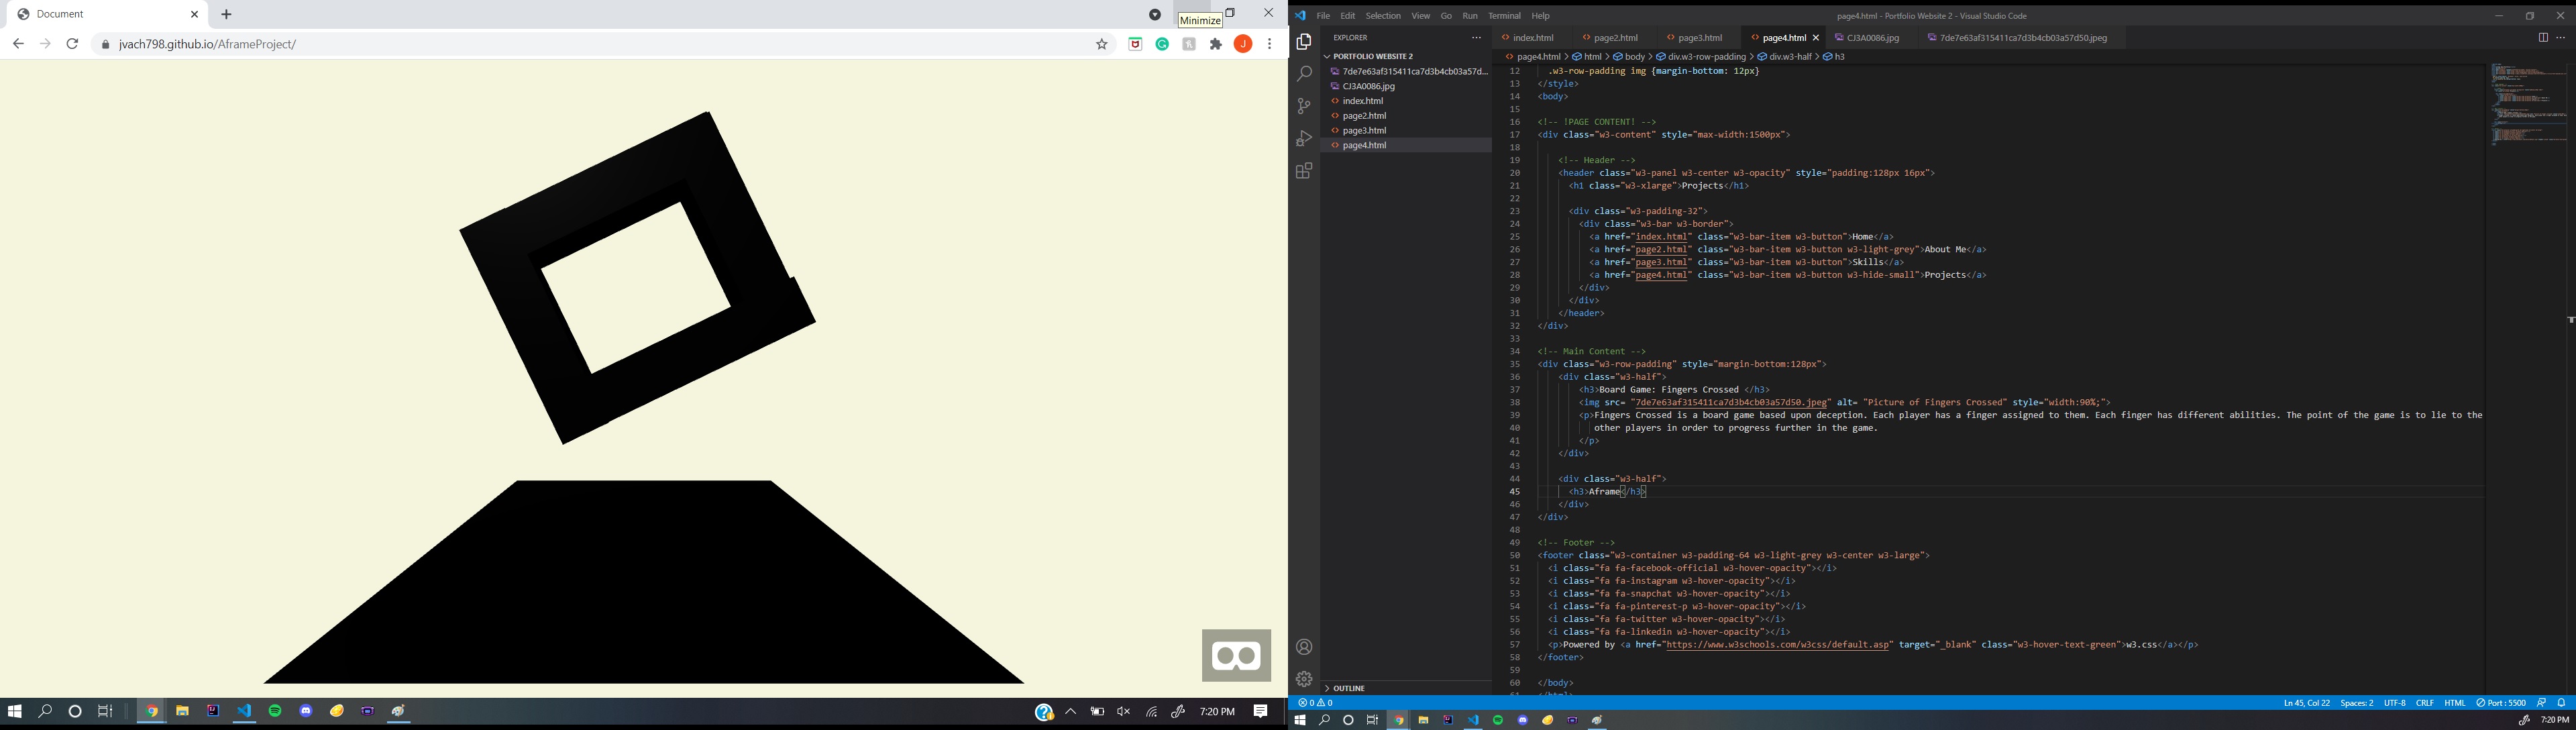 Document
Minimize
jvach798.github.io/AframeProject/
J
7:20 PM
File Edit Selection View Go Run Terminal Help
page4.html - Portfolio Website 2 - Visual Studio Code
EXPLORER
PORTFOLIO WEBSITE 2
7de7e63af315411ca7d3b4cb03a57d...
CJ3A0086.jpg
index.html
page2.html
page3.html
page4.html
OUTLINE
index.html page2.html page3.html page4.html CJ3A0086.jpg 7de7e63af315411ca7d3b4cb03a57d50.jpeg
page4.html > html > body > div.w3-row-padding > div.w3-half > h3
12 .w3-row-padding img {margin-bottom: 12px}
13 </style>
14 <body>
15
16 <!-- !PAGE CONTENT! -->
17 <div class="w3-content" style="max-width:1500px">
18
19 <!-- Header -->
20 <header class="w3-panel w3-center w3-opacity" style="padding:128px 16px">
21 <h1 class="w3-xlarge">Projects</h1>
22
23 <div class="w3-padding-32">
24 <div class="w3-bar w3-border">
25 <a href="index.html" class="w3-bar-item w3-button">Home</a>
26 <a href="page2.html" class="w3-bar-item w3-button w3-light-grey">About Me</a>
27 <a href="page3.html" class="w3-bar-item w3-button">Skills</a>
28 <a href="page4.html" class="w3-bar-item w3-button w3-hide-small">Projects</a>
29 </div>
30 </div>
31 </header>
32 </div>
33
34 <!-- Main Content -->
35 <div class="w3-row-padding" style="margin-bottom:128px">
36 <div class="w3-half">
37 <h3>Board Game: Fingers Crossed </h3>
38 <img src= "7de7e63af315411ca7d3b4cb03a57d50.jpeg" alt= "Picture of Fingers Crossed" style="width:90%;">
39 <p>Fingers Crossed is a board game based upon deception. Each player has a finger assigned to them. Each finger has different abilities. The point of the game is to lie to the
40 other players in order to progress further in the game.
41 </p>
42 </div>
43
44 <div class="w3-half">
45 <h3>Aframe</h3>
46 </div>
47 </div>
48
49 <!-- Footer -->
50 <footer class="w3-container w3-padding-64 w3-light-grey w3-center w3-large">
51 <i class="fa fa-facebook-official w3-hover-opacity"></i>
52 <i class="fa fa-instagram w3-hover-opacity"></i>
53 <i class="fa fa-snapchat w3-hover-opacity"></i>
54 <i class="fa fa-pinterest-p w3-hover-opacity"></i>
55 <i class="fa fa-twitter w3-hover-opacity"></i>
56 <i class="fa fa-linkedin w3-hover-opacity"></i>
57 <p>Powered by <a href="https://www.w3schools.com/w3css/default.asp" target="_blank" class="w3-hover-text-green">w3.css</a></p>
58 </footer>
59
60 </body>
61 </html>
0 0 Ln 45, Col 22 Spaces: 2 UTF-8 CRLF HTML Port : 5500
7:20 PM